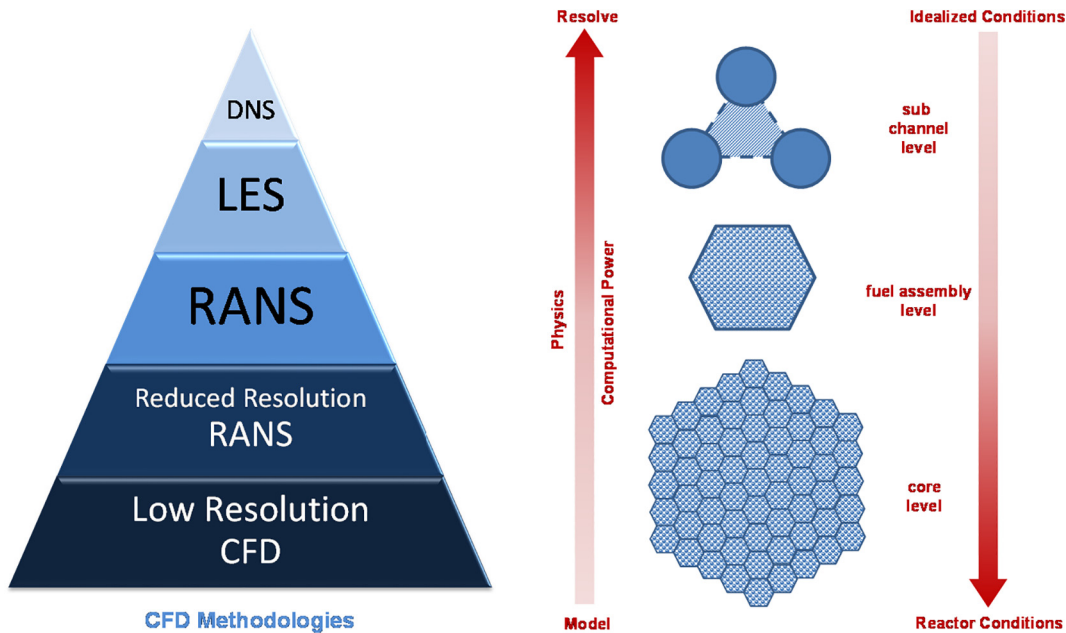 DNS
LES
RANS
Reduced Resolution
RANS
Low Resolution
CFD
CFD Methodologies
Resolve
Physics
Computational Power
Model
Idealized Conditions
sub
channel
level
fuel assembly
level
core
level
Reactor Conditions